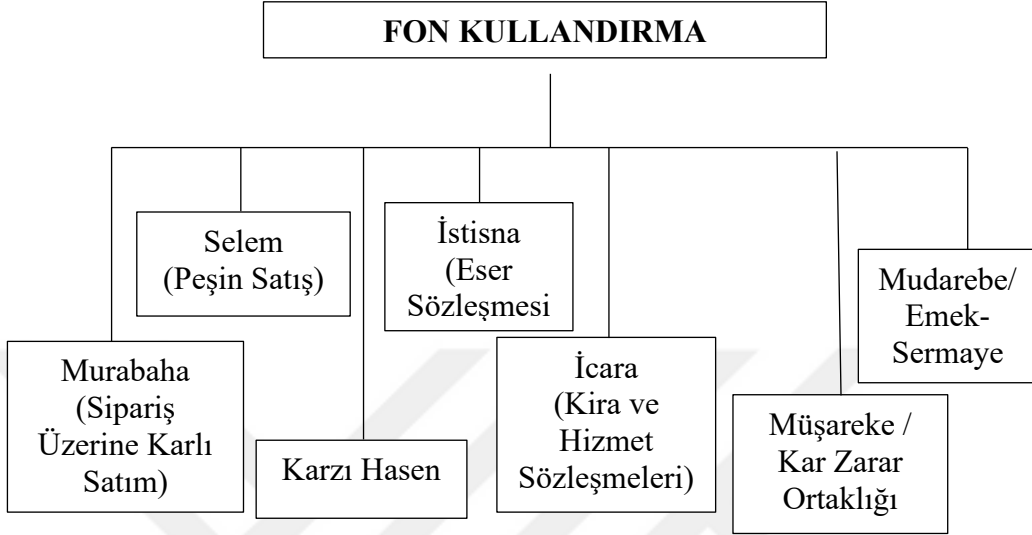 FON KULLANDIRMA
Murabaha
(Sipariş
Üzerine Karlı
Satım)
Selem
(Peşin Satış)
Karzı Hasen
İstisna
(Eser
Sözleşmesi
İcara
(Kira ve
Hizmet
Sözleşmeleri)
Müşareke /
Kar Zarar
Ortaklığı
Mudarebe/
Emek-
Sermaye